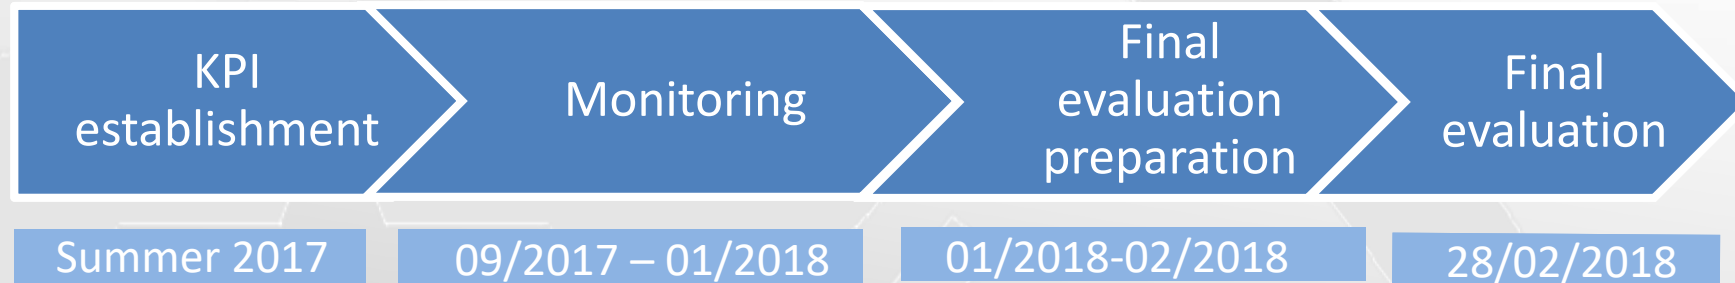 KPI
establishment
Monitoring
Final
evaluation
preparation
Final
evaluation
Summer 2017
09/2017 – 01/2018
01/2018-02/2018
28/02/2018